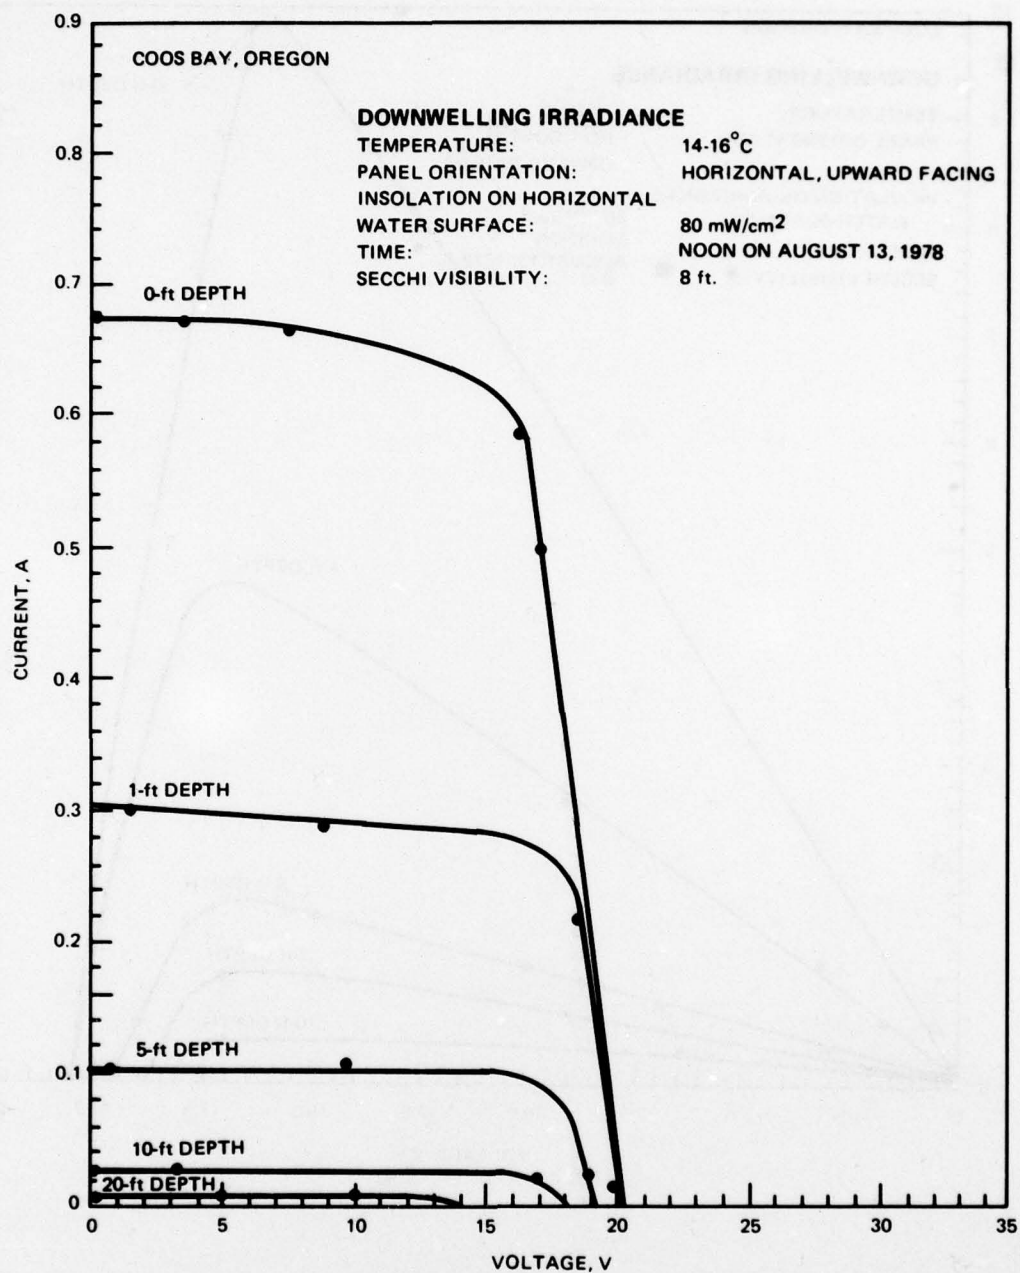 0.9
COOS BAY, OREGON
DOWNWELLING IRRADIANCE
TEMPERATURE: 14-16°C
PANEL ORIENTATION: HORIZONTAL, UPWARD FACING
INSOLATION ON HORIZONTAL
WATER SURFACE: 80 mW/cm2
TIME: NOON ON AUGUST 13, 1978
SECCHI VISIBILITY: 8 ft.
0.8
0.7
0-ft DEPTH
0.6
0.5
CURRENT, A
0.4
1-ft DEPTH
0.3
0.2
5-ft DEPTH
0.1
10-ft DEPTH
20-ft DEPTH
0
0 5 10 15 20 25 30 35
VOLTAGE, V